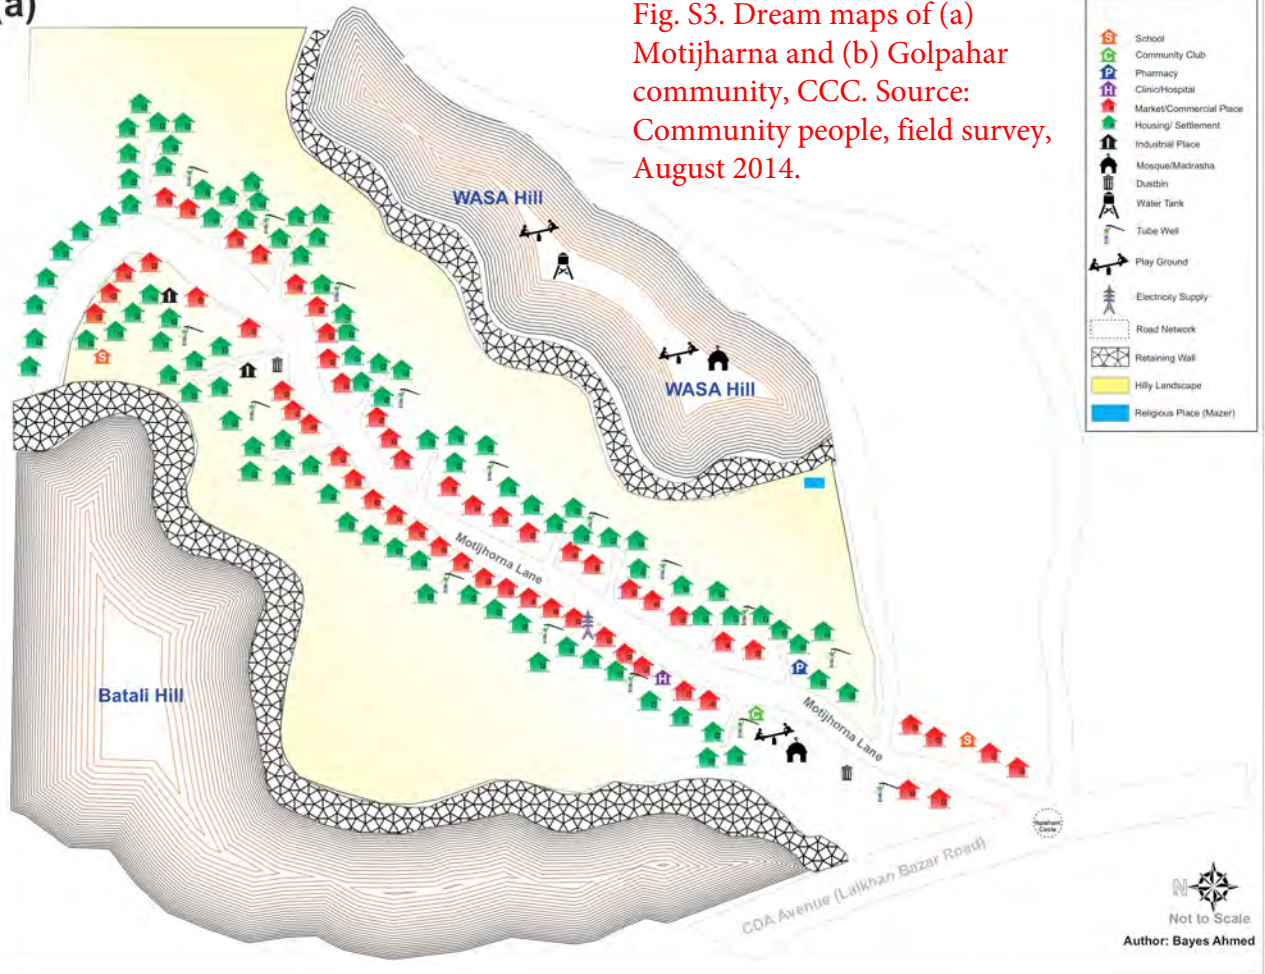 (a)
Fig. S3. Dream maps of (a)
Motijharna and (b) Golpahar
community, CCC. Source:
Community people, field survey,
August 2014.
School
Community Club
Pharmacy
Clinic/Hospital
Market/Commercial Place
Housing/ Settlement
Industrial Place
Mosque/Madrasha
Dustbin
Water Tank
Tube Well
Play Ground
Electricity Supply
Road Network
Retaining Wall
Hilly Landscape
Religious Place (Mazer)
WASA Hill
WASA Hill
Motijhorna Lane
Batali Hill
Motijhorna Lane
Circle
CDA Avenue (Lalkhan Bazar Road)
N
Not to Scale
Author: Bayes Ahmed